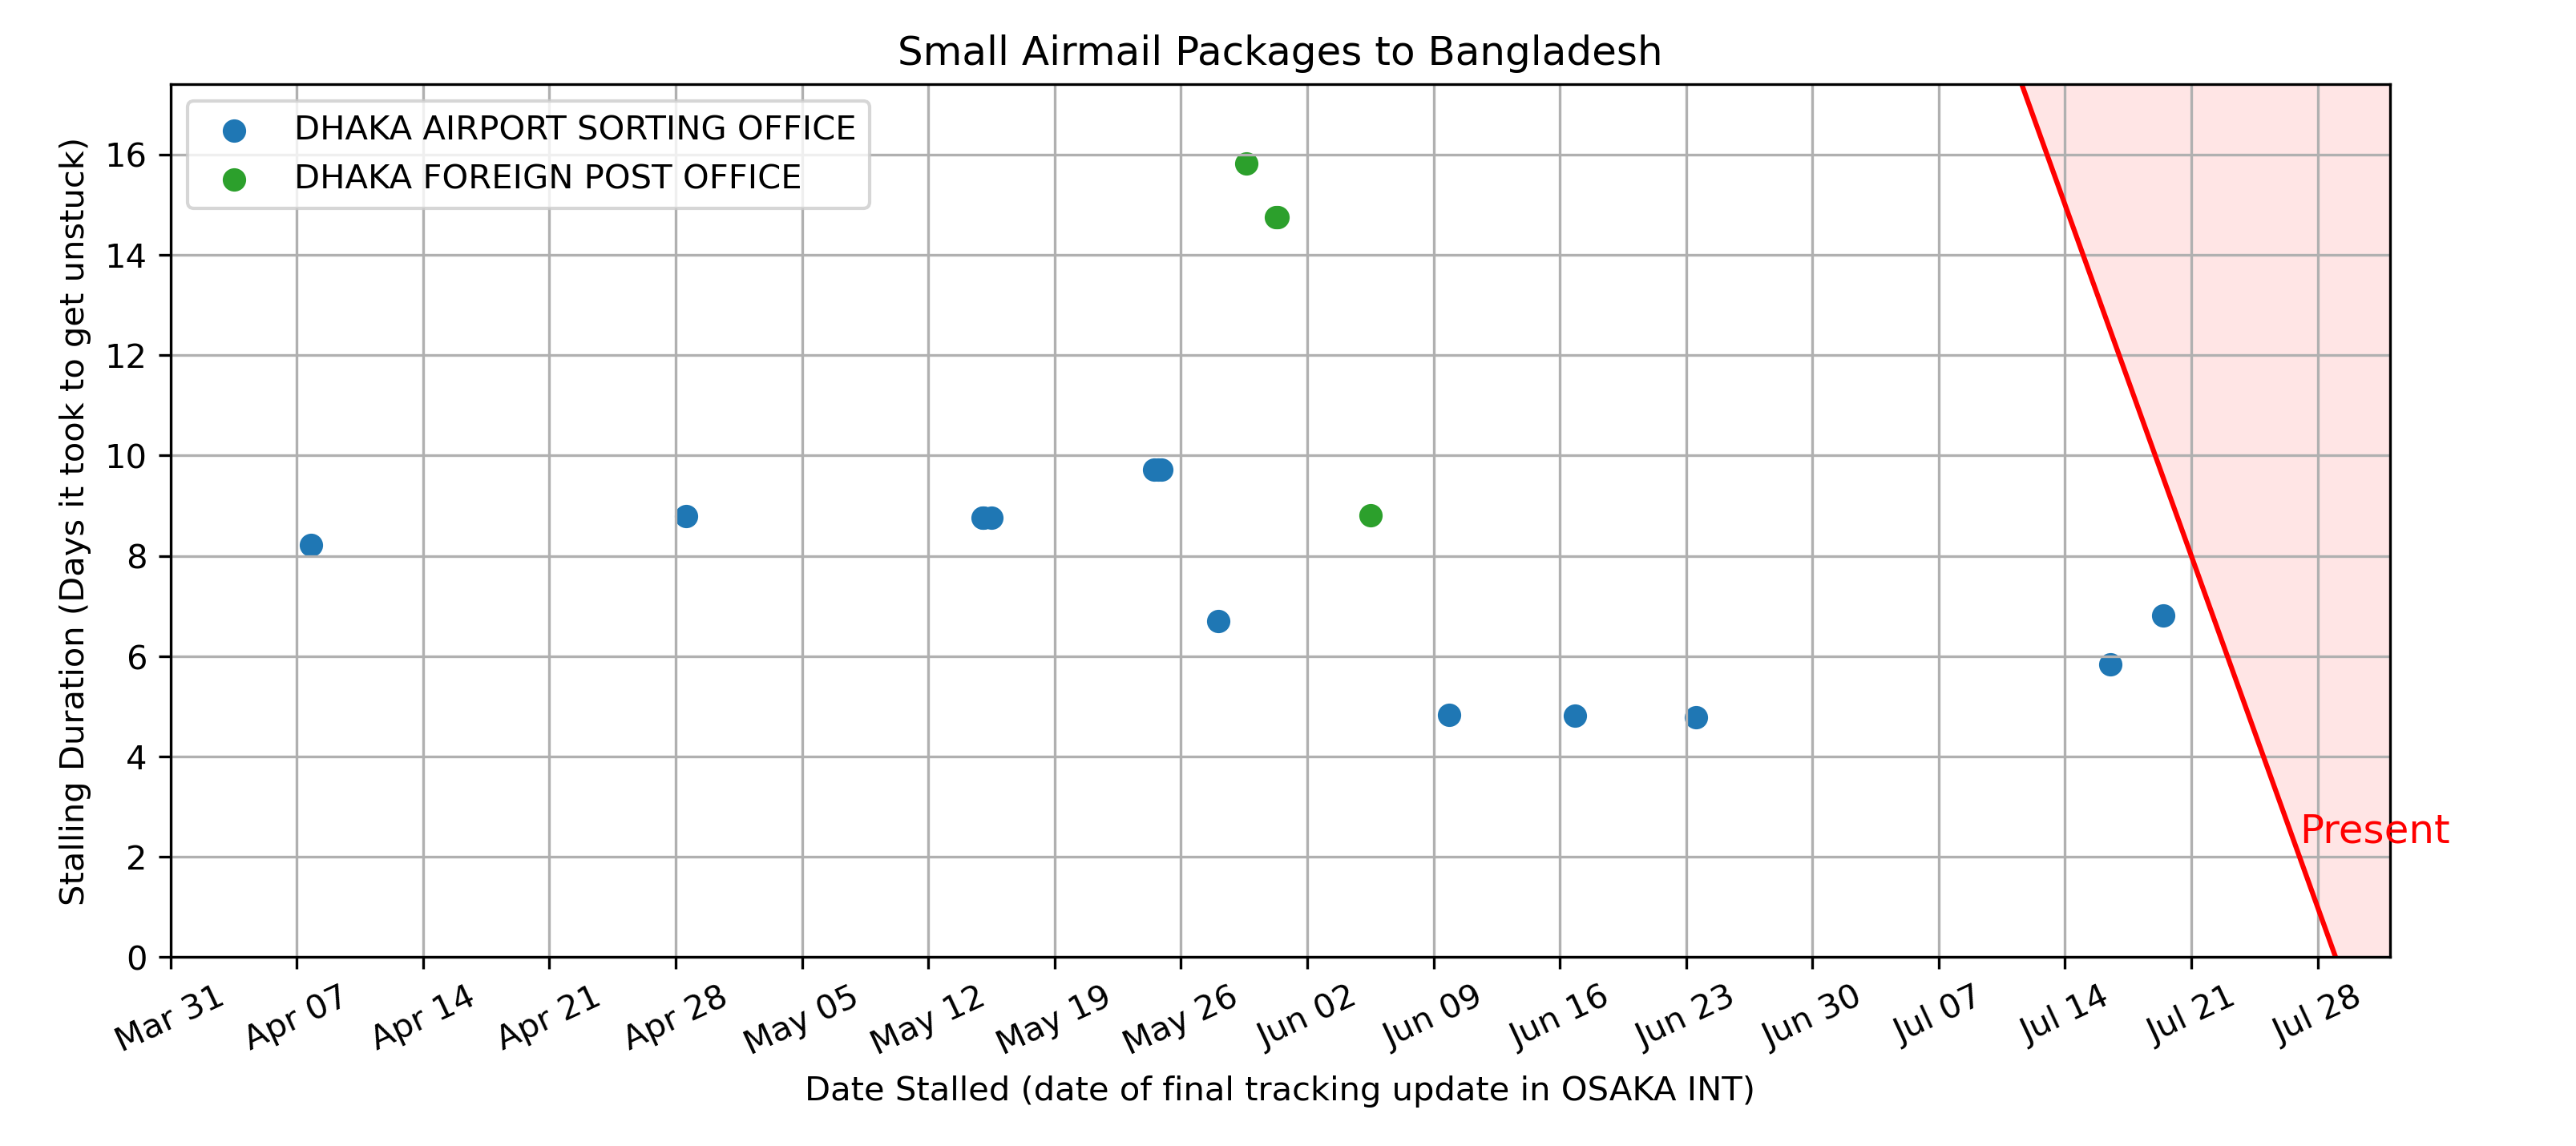 Small Airmail Packages to Bangladesh
DHAKA AIRPORT SORTING OFFICE
DHAKA FOREIGN POST OFFICE
Stalling Duration (Days it took to get unstuck)
16
14
12
10
8
6
4
2
0
Present
Mar 31 Apr 07 Apr 14 Apr 21 Apr 28 May 05 May 12 May 19 May 26 Jun 02 Jun 09 Jun 16 Jun 23 Jun 30 Jul 07 Jul 14 Jul 21 Jul 28
Date Stalled (date of final tracking update in OSAKA INT)